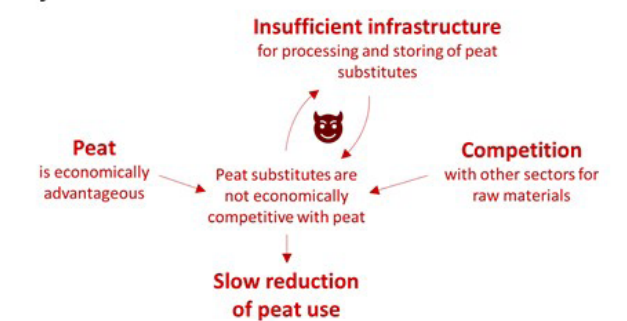 Insufficient infrastructure
for processing and storing of peat
substitutes
Peat
is economically
advantageous
Peat substitutes are
not economically
competitive with peat
Competition
with other sectors for
raw materials
Slow reduction
of peat use